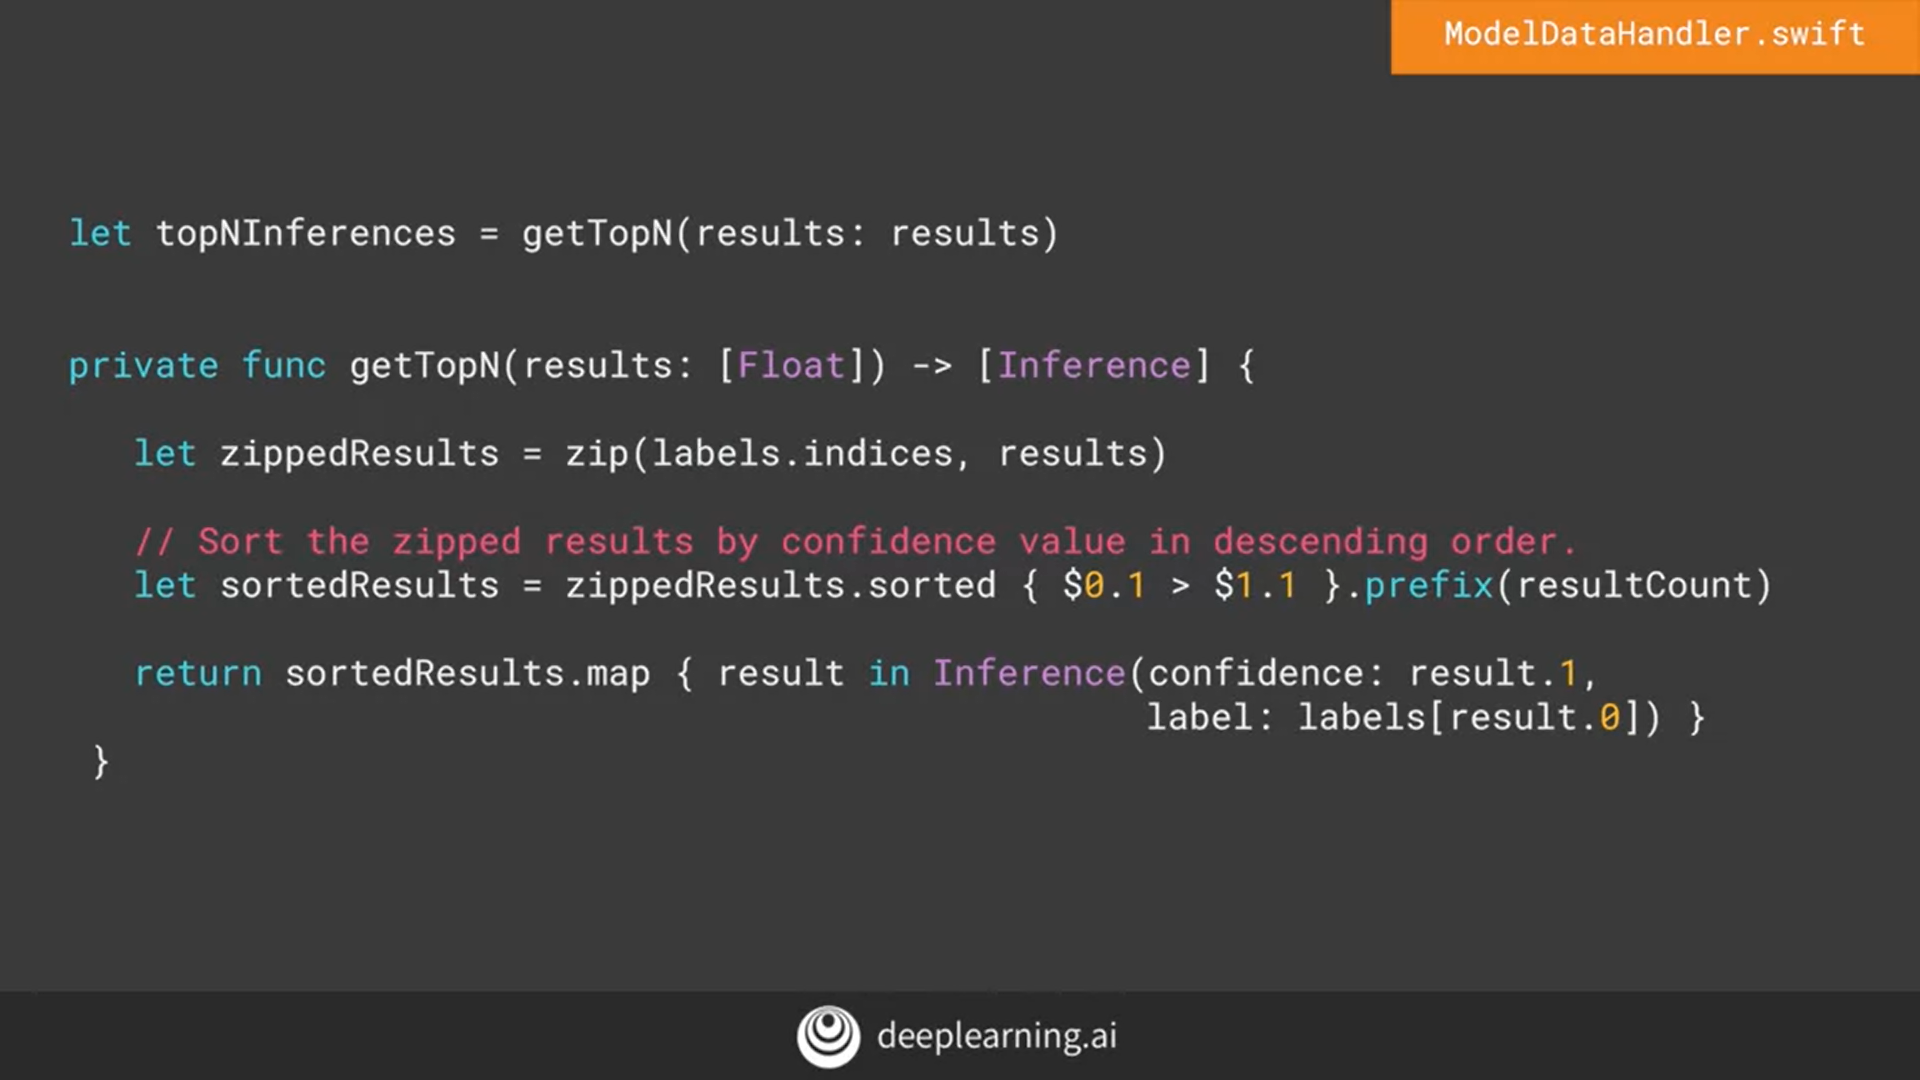 ModelDataHandler.swift
let topNInferences = getTopN(results: results)
private func getTopN(results: [Float]) -> [Inference] {
let zippedResults = zip(labels.indices, results)
// Sort the zipped results by confidence value in descending order.
let sortedResults = zippedResults.sorted { $0.1 > $1.1 }.prefix(resultCount)
return sortedResults.map { result in Inference(confidence: result.1,
label: labels[result.0]) }
}
deeplearning.ai